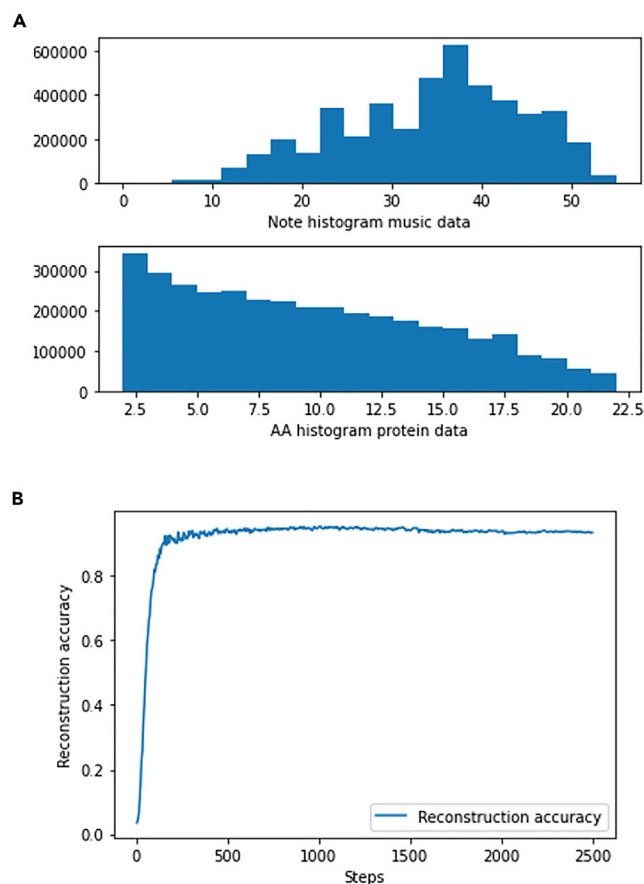 A
600000
400000
200000
0
0 10 20 30 40 50
Note histogram music data
300000
200000
100000
0
2.5 5.0 7.5 10.0 12.5 15.0 17.5 20.0 22.5
AA histogram protein data
B
0.8
0.6
0.4
0.2
0.0
Reconstruction accuracy
Reconstruction accuracy
0 500 1000 1500 2000 2500
Steps